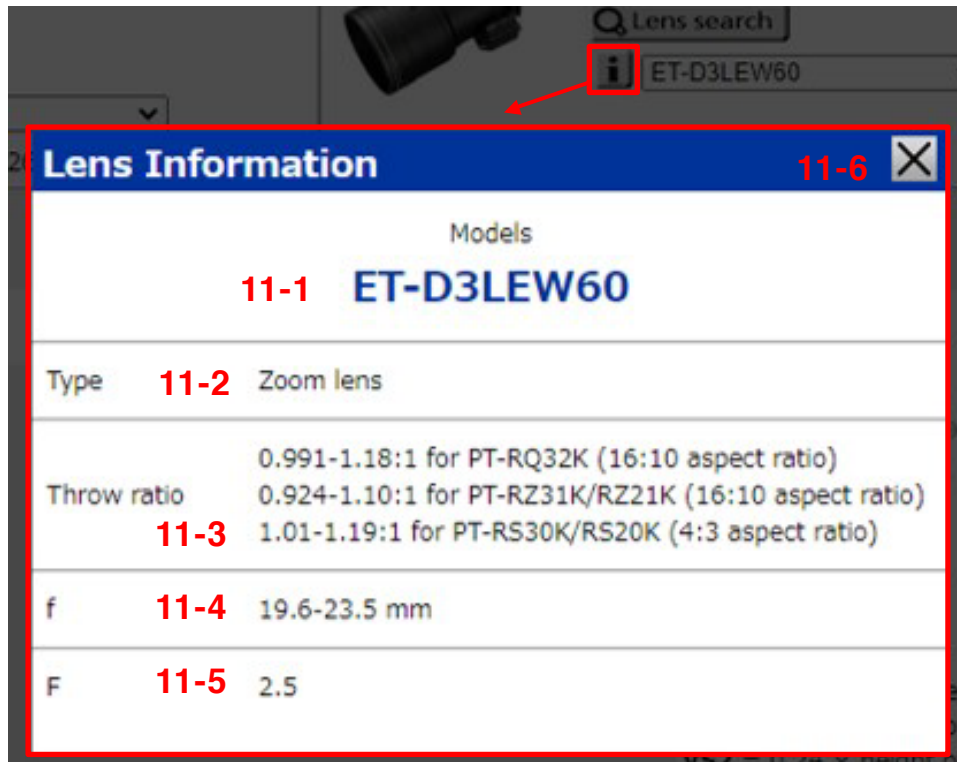 Lens search
i ET-D3LEW60
Lens Information 11-6 X
Models
11-1 ET-D3LEW60
Type 11-2 Zoom lens
0.991-1.18:1 for PT-RQ32K (16:10 aspect ratio)
Throw ratio 0.924-1.10:1 for PT-RZ31K/RZ21K (16:10 aspect ratio)
11-3 1.01-1.19:1 for PT-RS30K/RS20K (4:3 aspect ratio)
f 11-4 19.6-23.5 mm
F 11-5 2.5